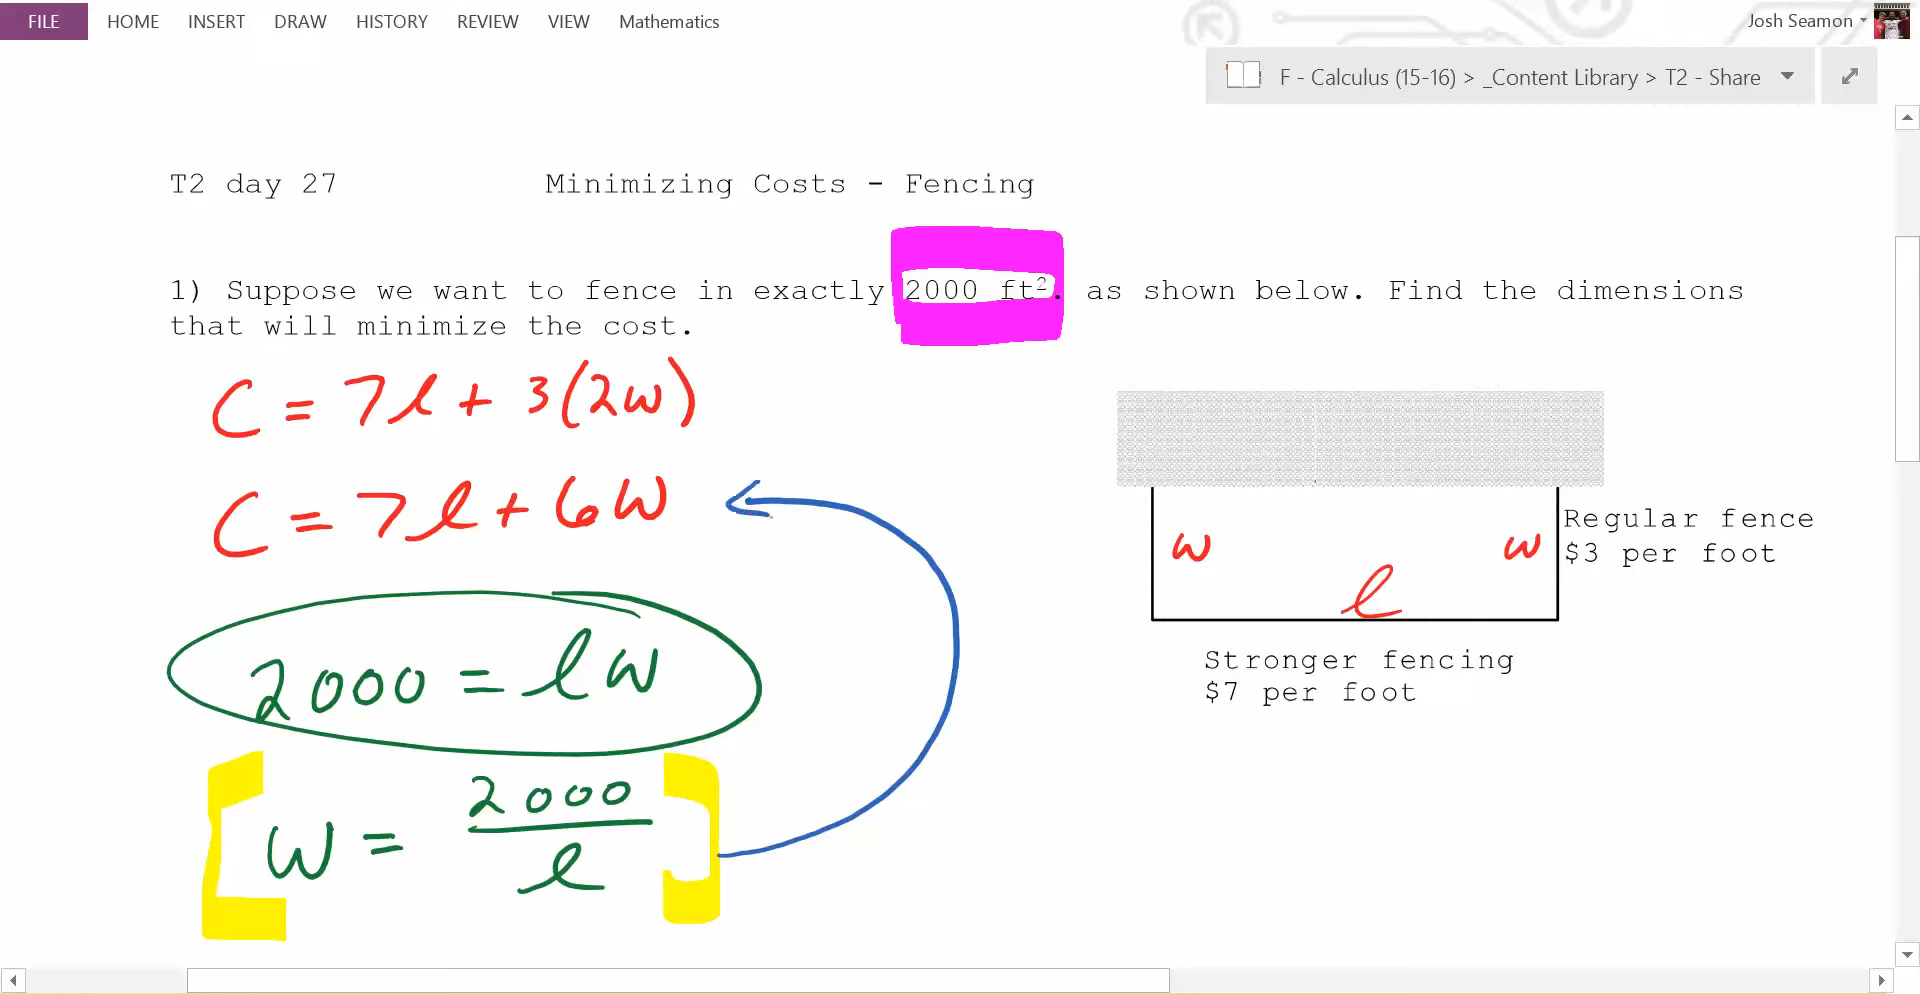 FILE HOME INSERT DRAW HISTORY REVIEW VIEW Mathematics
Josh Seamon
F - Calculus (15-16) > _Content Library > T2 - Share
T2 day 27 Minimizing Costs - Fencing
1) Suppose we want to fence in exactly 2000 ft². as shown below. Find the dimensions
that will minimize the cost.
C = 7l + 3(2w)
C = 7l + 6w
2000 = lw
w = 2000/l
w
w
l
Regular fence
$3 per foot
Stronger fencing
$7 per foot